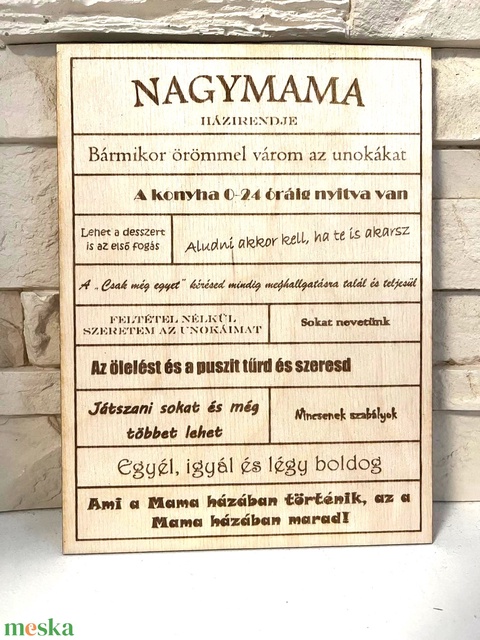 NAGYMAMA
HÁZIRENDJE
Bármikor örömmel várom az unokákat
A konyha 0-24 óráig nyitva van
Lehet a desszert
is az első fogás
Aludni akkor kell, ha te is akarsz
A „Csak még egyet" kérésed mindig meghallgatásra talál és teljesül
FELTÉTEL NÉLKÜL
SZERETEM AZ UNOKÁIMAT
Sokat nevetünk
Az ölelést és a puszit tűrd és szeresd
Játszani sokat és még
többet lehet
Nincsenek szabályok
Egyél, igyál és légy boldog
Ami a Mama házában történik, az a
Mama házában marad!
meska